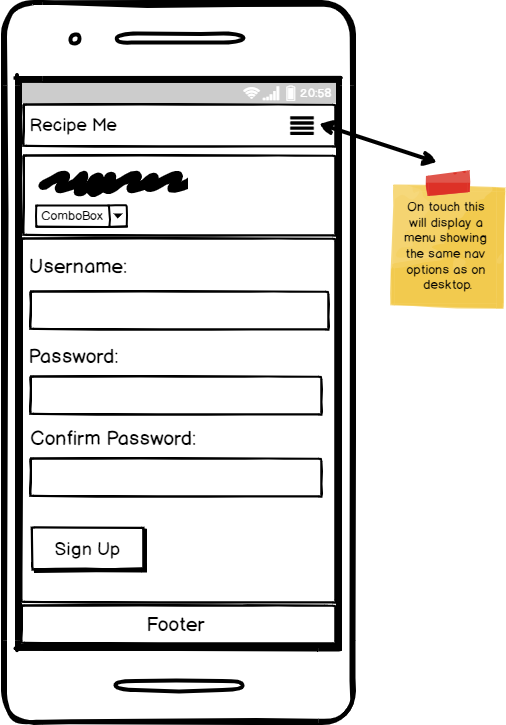 20:58
Recipe Me
ComboBox
Username:
Password:
Confirm Password:
Sign Up
Footer
On touch this
will display a
menu showing
the same nav
options as on
desktop.